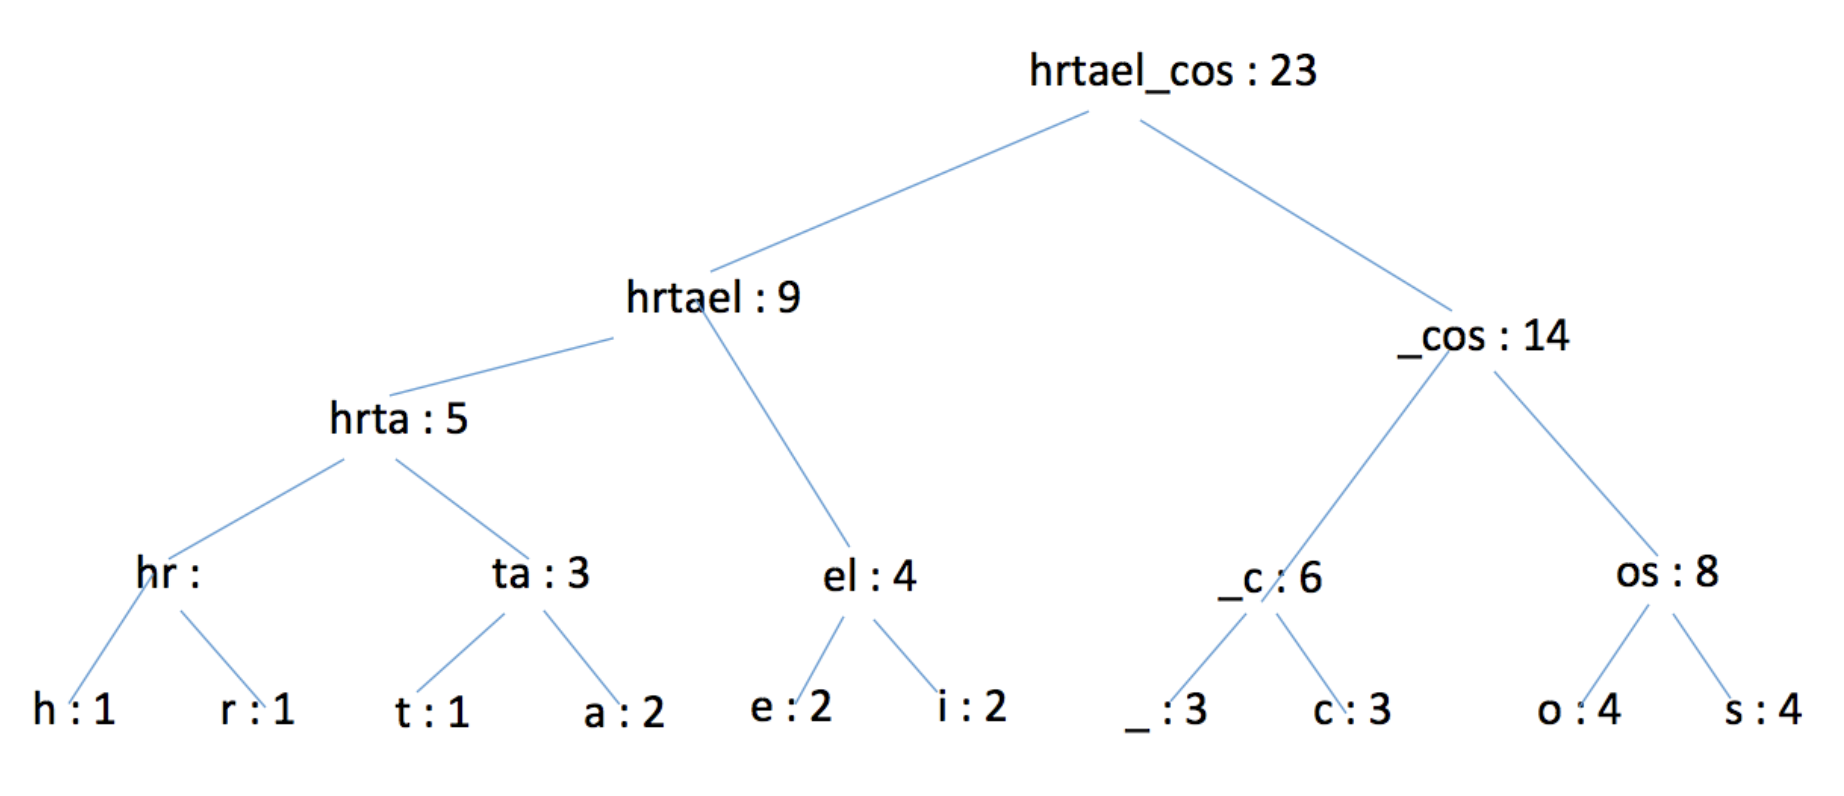 hrtael_cos : 23
hrtael : 9
_cos : 14
hrta : 5
hr :
ta : 3
el : 4
_c : 6
os : 8
h : 1
r : 1
t : 1
a : 2
e : 2
i : 2
_ : 3
c : 3
o : 4
s : 4